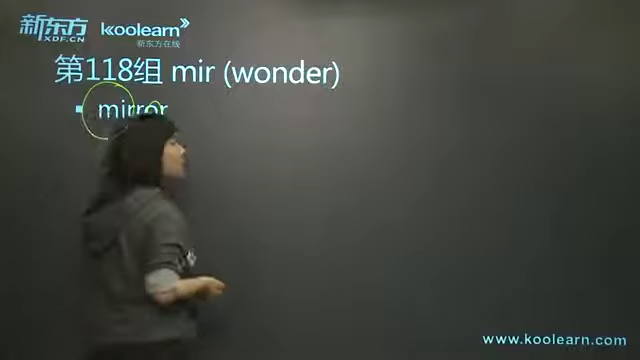 新东方
XDF.CN
koolearn
新东方在线
第118组 mir (wonder)
▪ mirror
www.koolearn.com